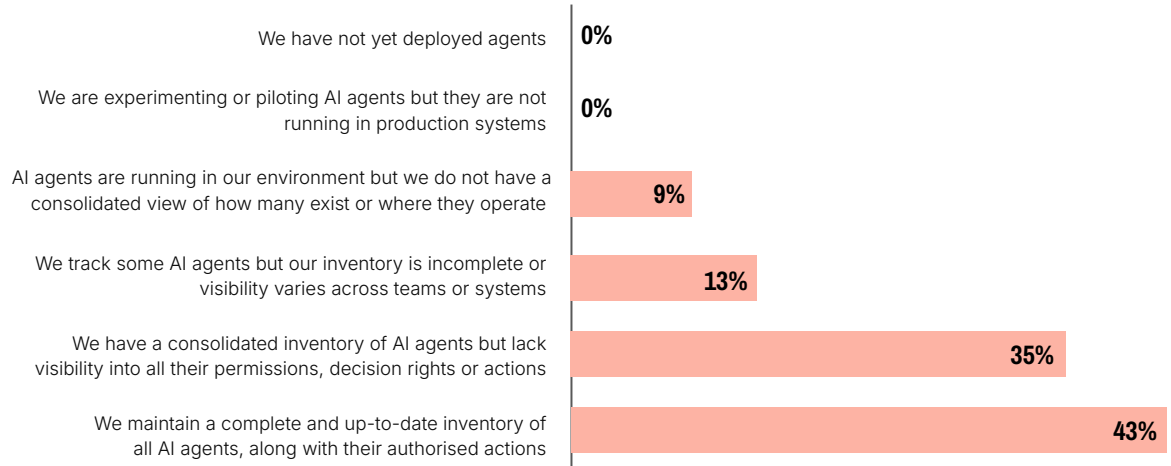 We have not yet deployed agents
0%
We are experimenting or piloting AI agents but they are not
running in production systems
0%
AI agents are running in our environment but we do not have a
consolidated view of how many exist or where they operate
9%
We track some AI agents but our inventory is incomplete or
visibility varies across teams or systems
13%
We have a consolidated inventory of AI agents but lack
visibility into all their permissions, decision rights or actions
35%
We maintain a complete and up-to-date inventory of
all AI agents, along with their authorised actions
43%